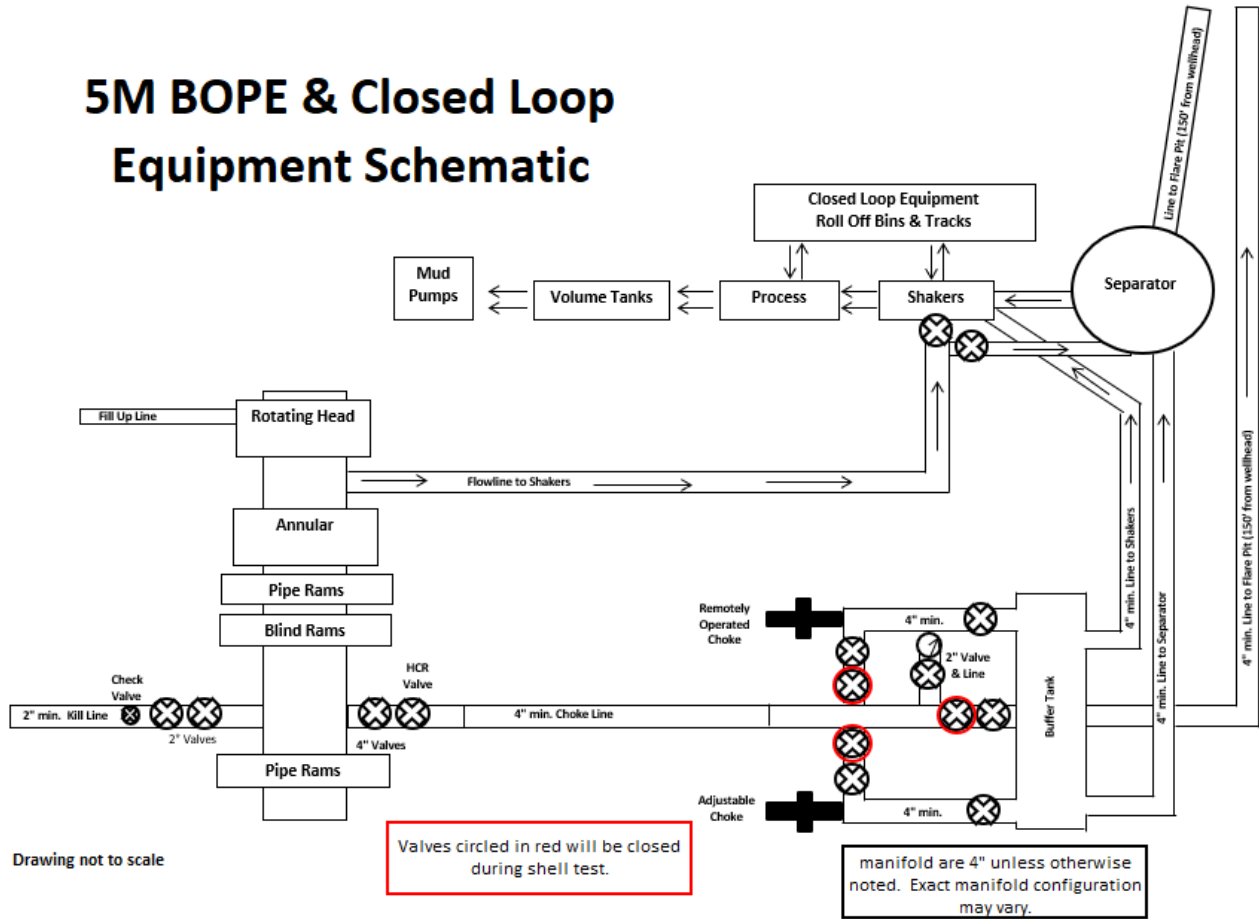 5M BOPE & Closed Loop
Equipment Schematic
Line to Flare Pit (150' from wellhead)
Closed Loop Equipment
Roll Off Bins & Tracks
Mud
Pumps
Volume Tanks
Process
Shakers
Separator
Fill Up Line
Rotating Head
Flowline to Shakers
Annular
Pipe Rams
Blind Rams
Check
Valve
2" min. Kill Line
2" Valves
HCR
Valve
4" Valves
4" min. Choke Line
Pipe Rams
Remotely
Operated
Choke
4" min.
2" Valve
& Line
Adjustable
Choke
4" min.
Buffer Tank
4" min. Line to Shakers
4" min. Line to Separator
4" min. Line to Flare Pit (150' from wellhead)
Drawing not to scale
Valves circled in red will be closed
during shell test.
manifold are 4" unless otherwise
noted. Exact manifold configuration
may vary.